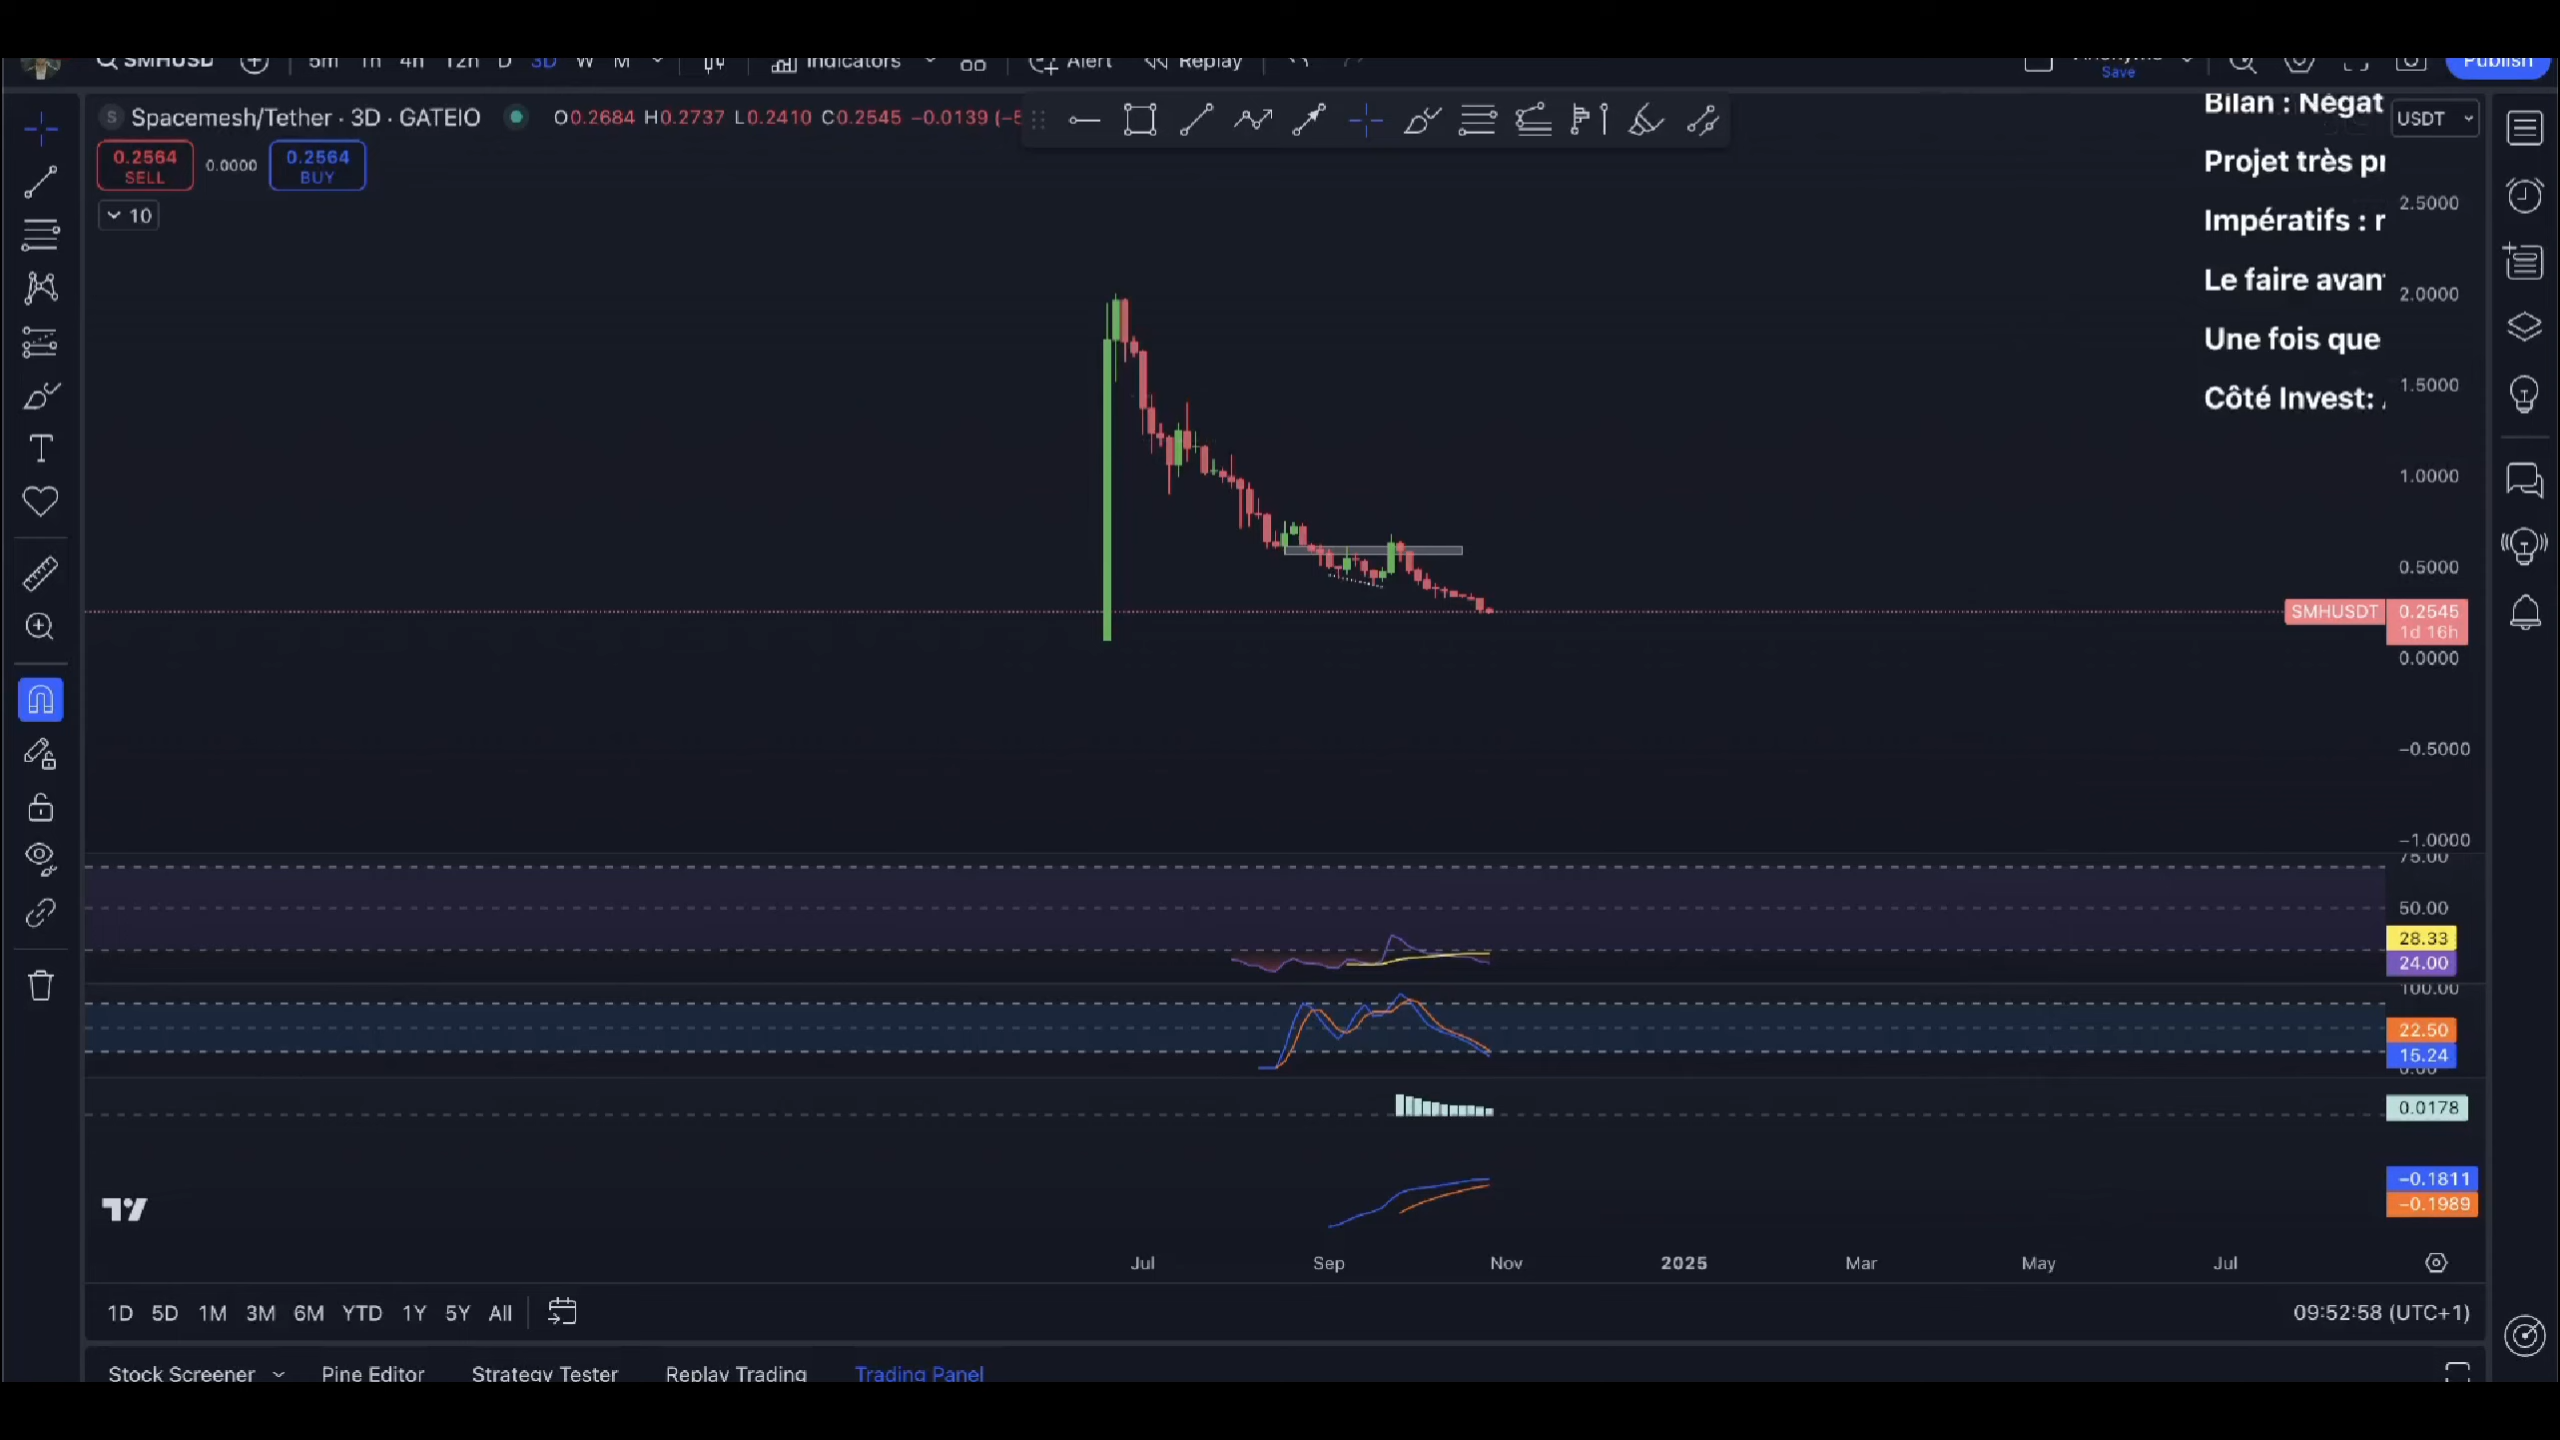 SMHUSD 5m 1h 4h 12h D 3D W M Indicators Alert Replay Save Publish
Spacemesh/Tether · 3D · GATEIO O0.2684 H0.2737 L0.2410 C0.2545 −0.0139
0.2564 SELL 0.0000 0.2564 BUY
10
Bilan : Négat
USDT
Projet très
Impératifs :
Le faire
Une fois que
Côté Invest:
2.5000
2.0000
1.5000
1.0000
0.5000
SMHUSDT 0.2545
1d 16h
0.0000
−0.5000
−1.0000
75.00
50.00
28.33
24.00
100.00
22.50
15.24
0.00
0.0178
−0.1811
−0.1989
Jul Sep Nov 2025 Mar May Jul
1D 5D 1M 3M 6M YTD 1Y 5Y All 09:52:58 (UTC+1)
Stock Screener Pine Editor Strategy Tester Replay Trading Trading Panel